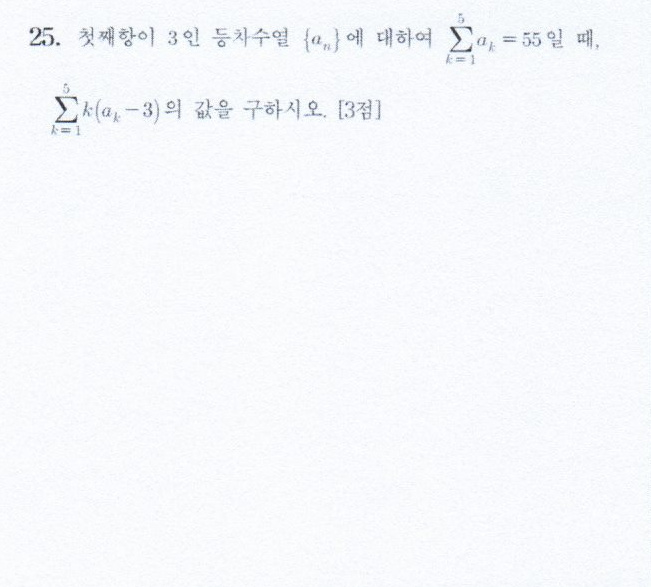 25. 첫째항이 3인 등차수열 {aₙ}에 대하여 $\sum_{k=1}^{5} a_k = 55$일 때,
$\sum_{k=1}^{5} k(a_k - 3)$의 값을 구하시오. [3점]